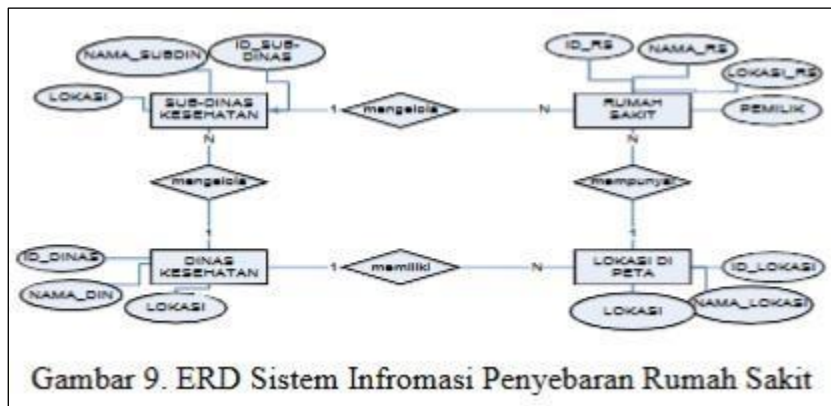 NAMA_SUBDIN
ID_SUB-
DINAS
LOKASI
SUB-DINAS
KESEHATAN
1
mengelola
N
ID_RS
NAMA_RS
LOKASI_RS
RUMAH
SAKIT
PEMILIK
N
mengelola
1
N
mempunyai
1
ID_DINAS
NAMA_DIN
LOKASI
DINAS
KESEHATAN
1
memiliki
N
LOKASI DI
PETA
ID_LOKASI
NAMA_LOKASI
LOKASI
Gambar 9. ERD Sistem Infromasi Penyebaran Rumah Sakit